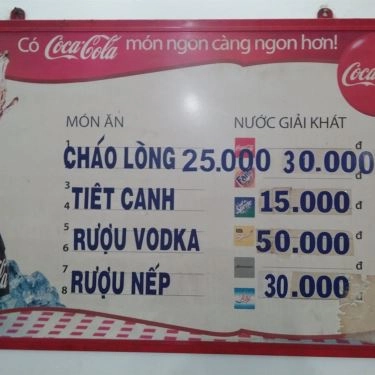 Có Coca-Cola món ngon càng ngon hơn!
Coca
MÓN ĂN NƯỚC GIẢI KHÁT
CHÁO LÒNG 25.000 30.000 đ
TIẾT CANH 15.000 đ
RƯỢU VODKA 50.000 đ
RƯỢU NẾP 30.000